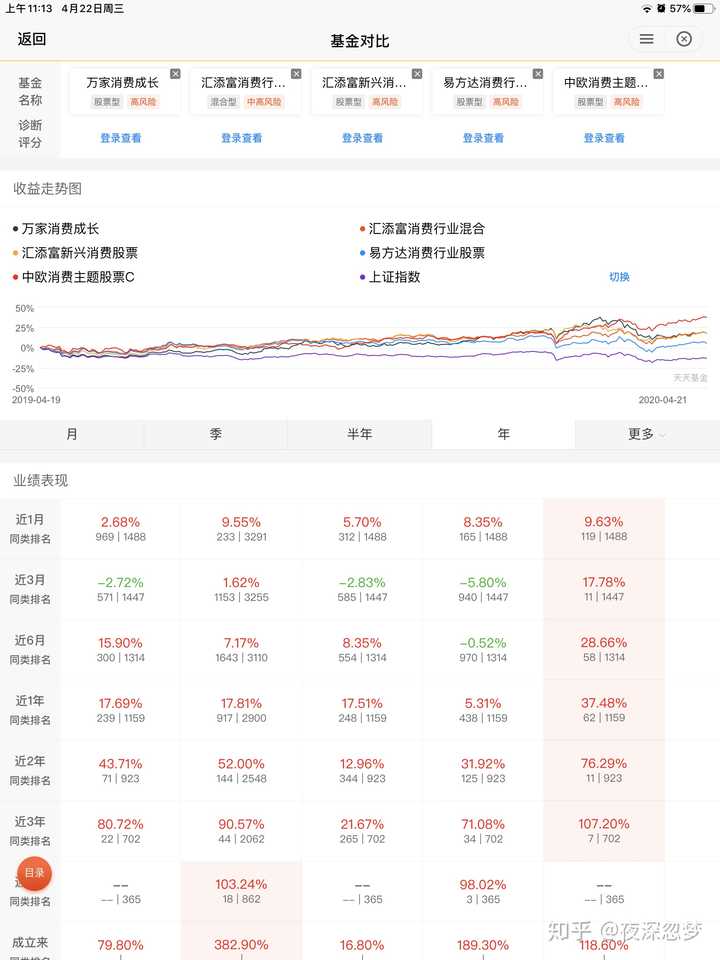 上午11:13 4月22日周三
57%
返回
基金对比
基金名称
万家消费成长
股票型 高风险
汇添富消费行...
混合型 中高风险
汇添富新兴消...
股票型 高风险
易方达消费行...
股票型 高风险
中欧消费主题...
股票型 高风险
诊断评分
登录查看 登录查看 登录查看 登录查看 登录查看
收益走势图
万家消费成长 汇添富消费行业混合
汇添富新兴消费股票 易方达消费行业股票
中欧消费主题股票C 上证指数 切换
50%
25%
0%
-25%
-50%
天天基金
2019-04-19 2020-04-21
月 季 半年 年 更多
业绩表现
近1月 2.68% 9.55% 5.70% 8.35% 9.63%
同类排名 969|1488 233|3291 312|1488 165|1488 119|1488
近3月 -2.72% 1.62% -2.83% -5.80% 17.78%
同类排名 571|1447 1153|3255 585|1447 940|1447 11|1447
近6月 15.90% 7.17% 8.35% -0.52% 28.66%
同类排名 300|1314 1643|3110 554|1314 970|1314 58|1314
近1年 17.69% 17.81% 17.51% 5.31% 37.48%
同类排名 239|1159 917|2900 248|1159 438|1159 62|1159
近2年 43.71% 52.00% 12.96% 31.92% 76.29%
同类排名 71|923 144|2548 344|923 125|923 11|923
近3年 80.72% 90.57% 21.67% 71.08% 107.20%
同类排名 22|702 44|2062 265|702 34|702 7|702
目录
-- 103.24% -- 98.02% --
同类排名 --|365 18|862 --|365 3|365 --|365
成立来 79.80% 382.90% 16.80% 189.30% 118.60%
知乎 @夜深忽梦